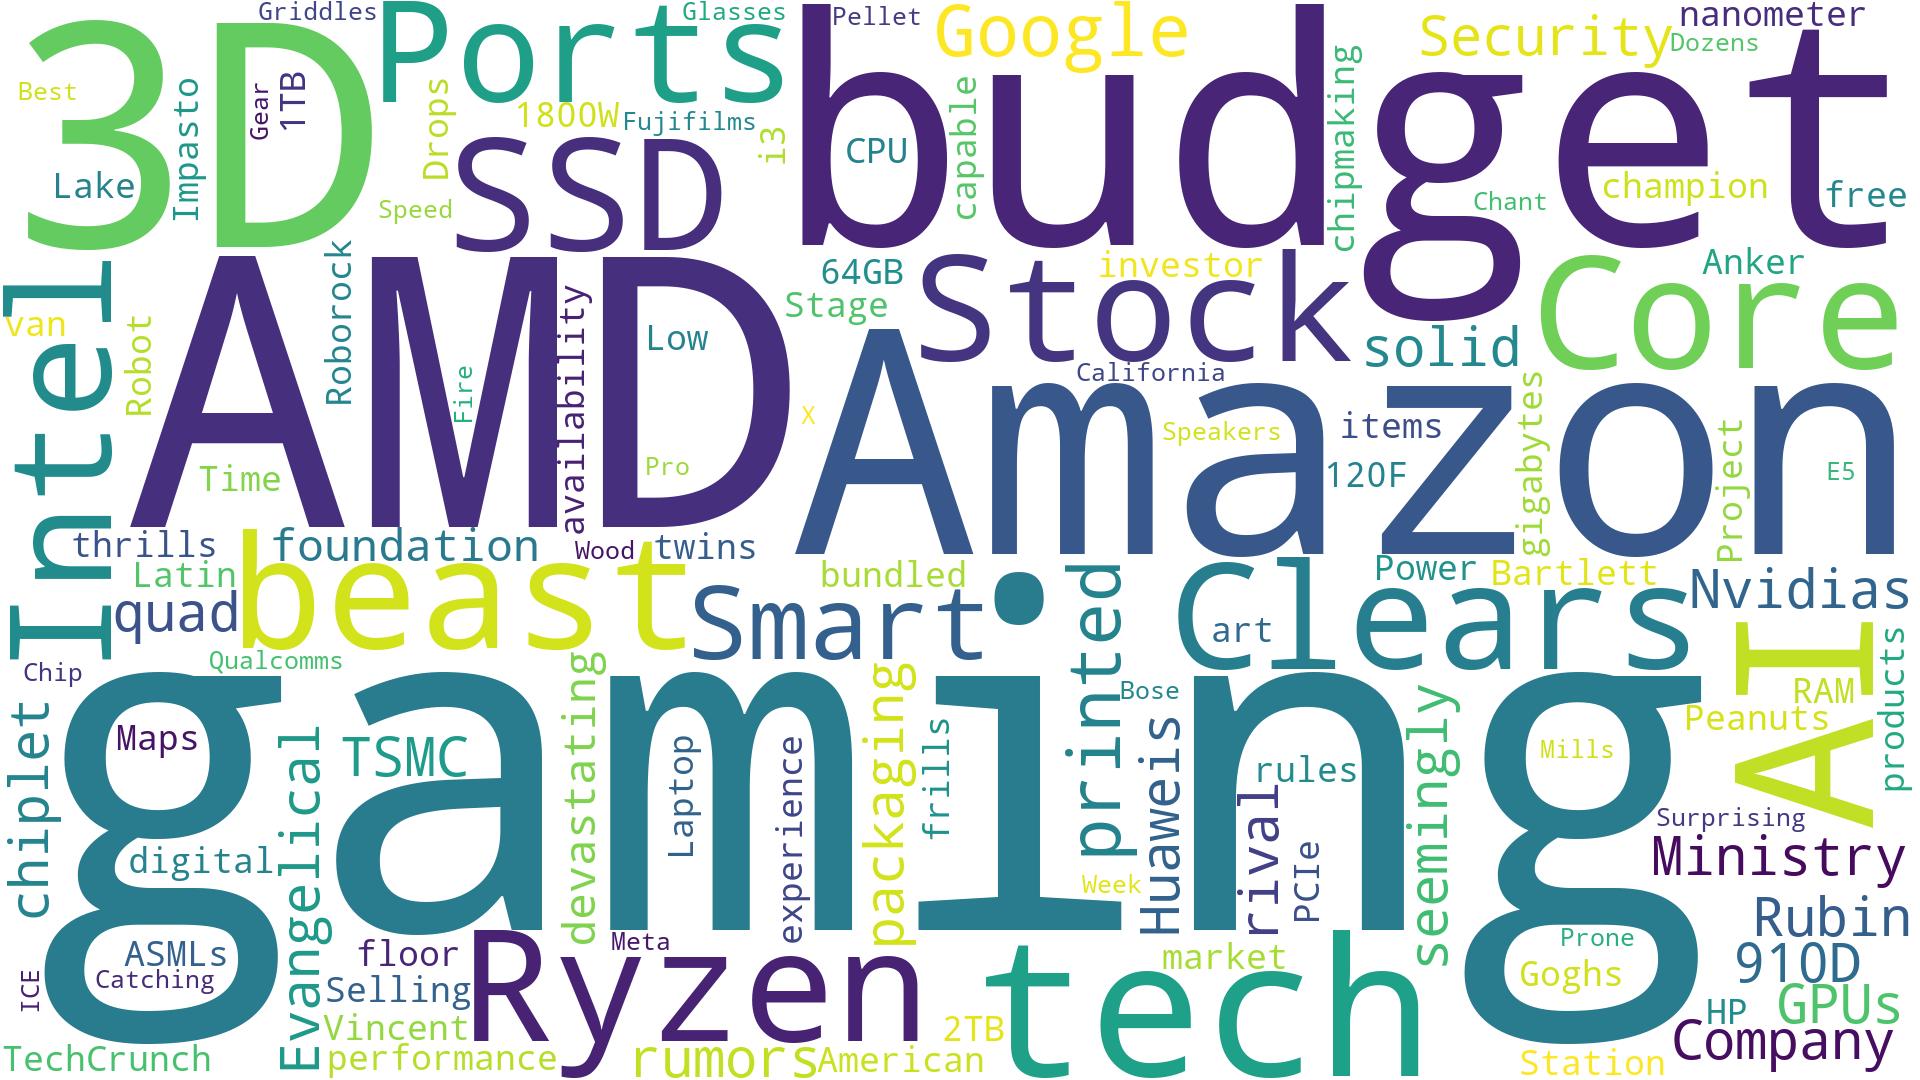 Griddles
Ports
Glasses
Pellet
Google
Security
nanometer
Dozens
3D
budget
Best
Impasto
Gear
1TB
Drops
1800W
Fujifilms
i3
CPU
capable
chipmaking
Lake
SSD
Speed
Chant
champion
free
Intel
Roborock
64GB
Stock
investor
Core
Anker
van
Robot
AMD
availability
Low
Stage
solid
Fire
California
Amazon
X
Speakers
items
gigabytes
Project
Time
Pro
120F
E5
thrills
foundation
Wood
twins
Latin
beast
bundled
printed
Clears
Power
Bartlett
Nvidias
quad
Smart
art
products
Chip
Qualcomms
gaming
Bose
AI
RAM
Peanuts
chiplet
Maps
Evangelical
TSMC
devastating
Laptop
experience
packaging
frills
Huaweis
rules
rival
seemingly
Mills
Surprising
digital
Week
PCIe
Ministry
Rubin
ASMLs
floor
Meta
market
Prone
910D
ICE
Catching
Selling
Ryzen
tech
Goghs
HP
GPUs
Vincent
2TB
Company
TechCrunch
performance
rumors
American
Station